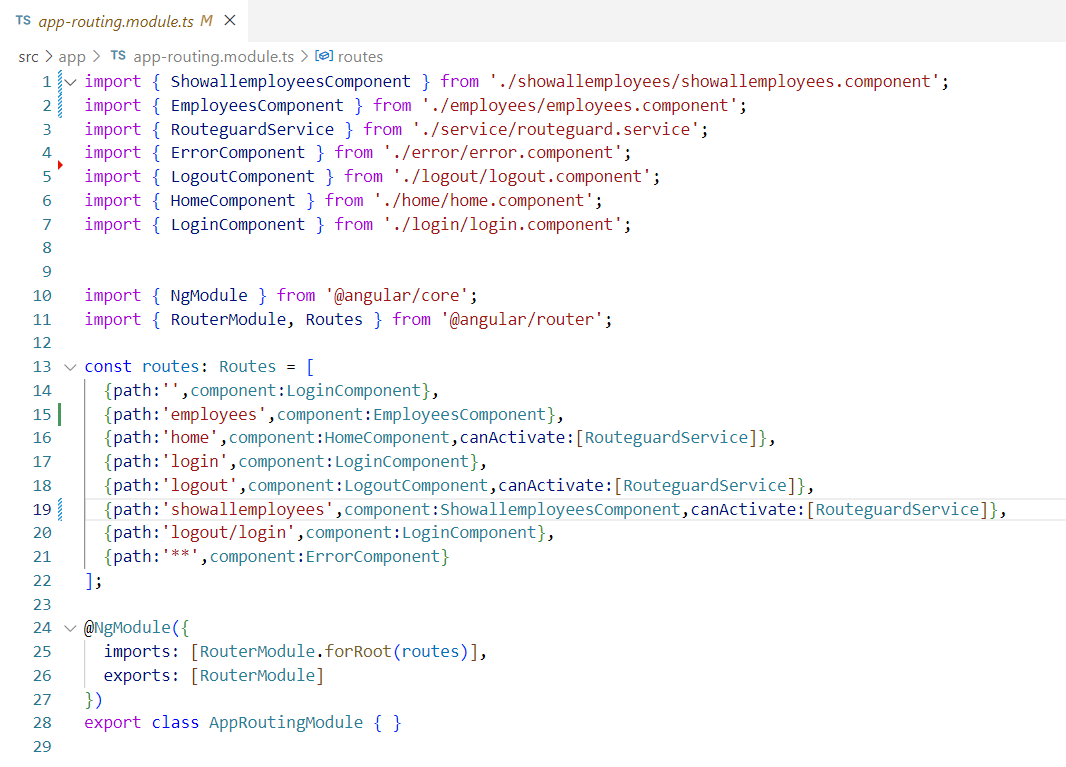 TS app-routing.module.ts M ×
src > app > TS app-routing.module.ts > routes
1 import { ShowallemployeesComponent } from './showallemployees/showallemployees.component';
2 import { EmployeesComponent } from './employees/employees.component';
3 import { RouteguardService } from './service/routeguard.service';
4 import { ErrorComponent } from './error/error.component';
5 import { LogoutComponent } from './logout/logout.component';
6 import { HomeComponent } from './home/home.component';
7 import { LoginComponent } from './login/login.component';
8
9
10 import { NgModule } from '@angular/core';
11 import { RouterModule, Routes } from '@angular/router';
12
13 const routes: Routes = [
14   {path:'',component:LoginComponent},
15   {path:'employees',component:EmployeesComponent},
16   {path:'home',component:HomeComponent,canActivate:[RouteguardService]},
17   {path:'login',component:LoginComponent},
18   {path:'logout',component:LogoutComponent,canActivate:[RouteguardService]},
19   {path:'showallemployees',component:ShowallemployeesComponent,canActivate:[RouteguardService]},
20   {path:'logout/login',component:LoginComponent},
21   {path:'**',component:ErrorComponent}
22 ];
23
24 @NgModule({
25   imports: [RouterModule.forRoot(routes)],
26   exports: [RouterModule]
27 })
28 export class AppRoutingModule { }
29